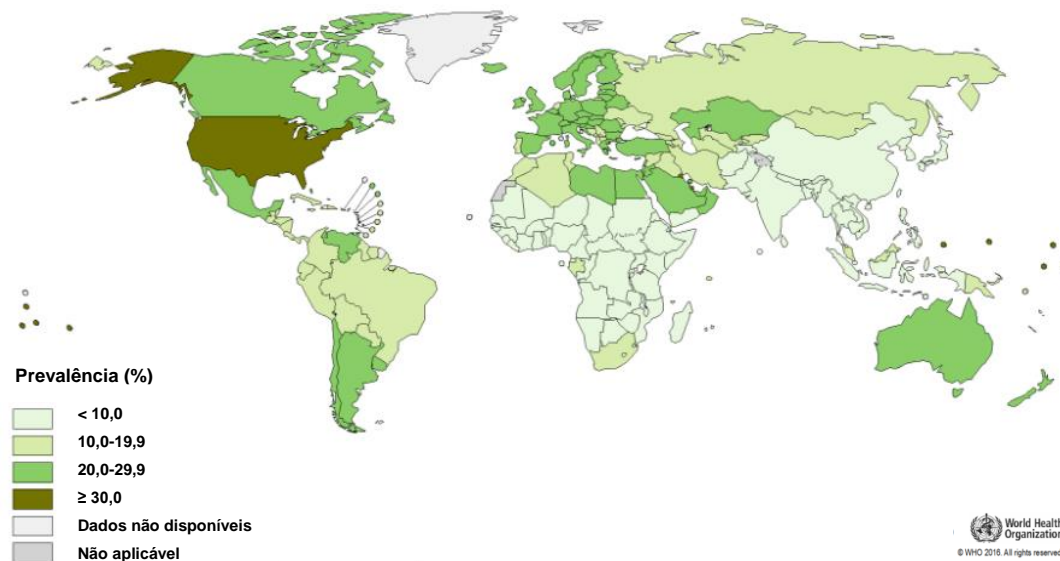 Prevalência (%)
< 10,0
10,0-19,9
20,0-29,9
≥ 30,0
Dados não disponíveis
Não aplicável
World Health
Organization
© WHO 2016. All rights reserved